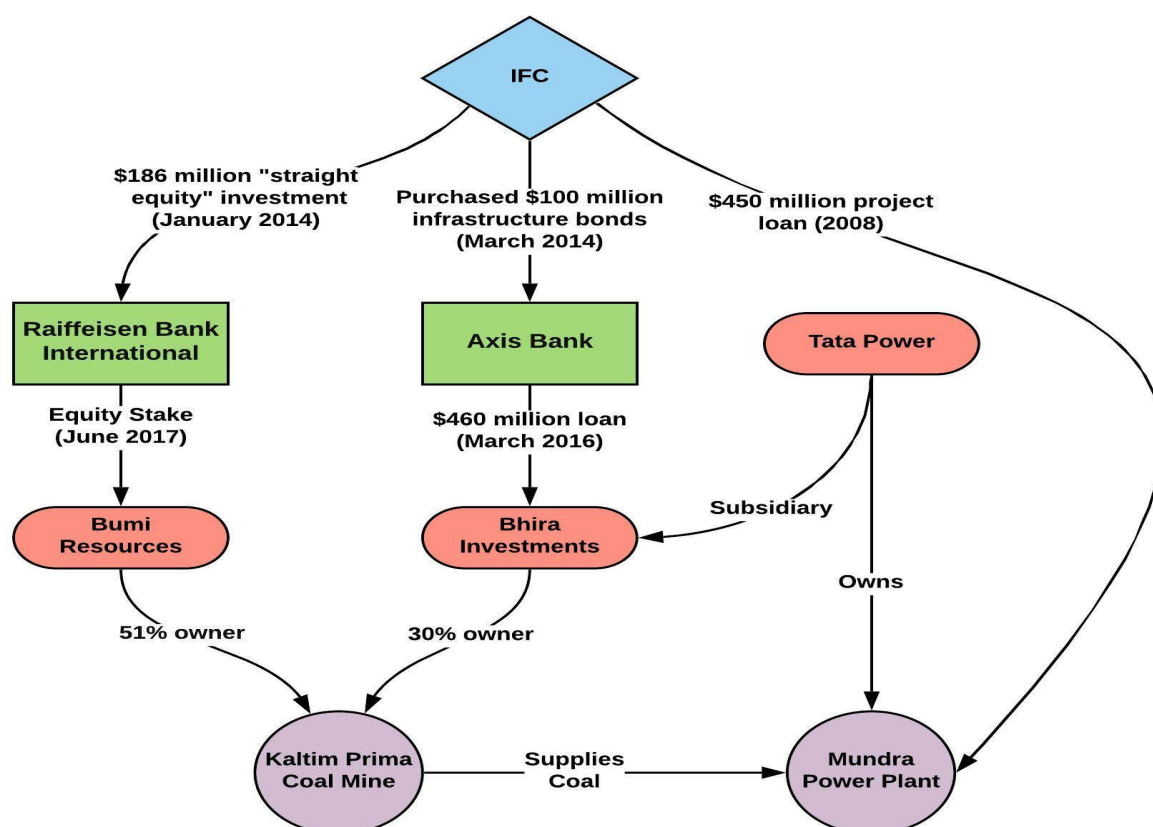 IFC
$186 million "straight
equity" investment
(January 2014)
Purchased $100 million
infrastructure bonds
(March 2014)
$450 million project
loan (2008)
Raiffeisen Bank
International
Axis Bank
Tata Power
Equity Stake
(June 2017)
$460 million loan
(March 2016)
Subsidiary
Bumi
Resources
Bhira
Investments
Owns
51% owner
30% owner
Kaltim Prima
Coal Mine
Supplies
Coal
Mundra
Power Plant